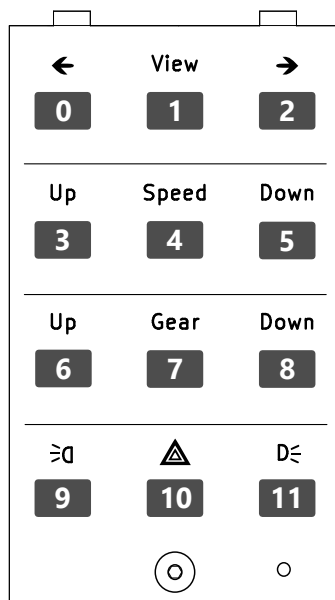 ← View →
0 1 2
Up Speed Down
3 4 5
Up Gear Down
6 7 8
9 10 11